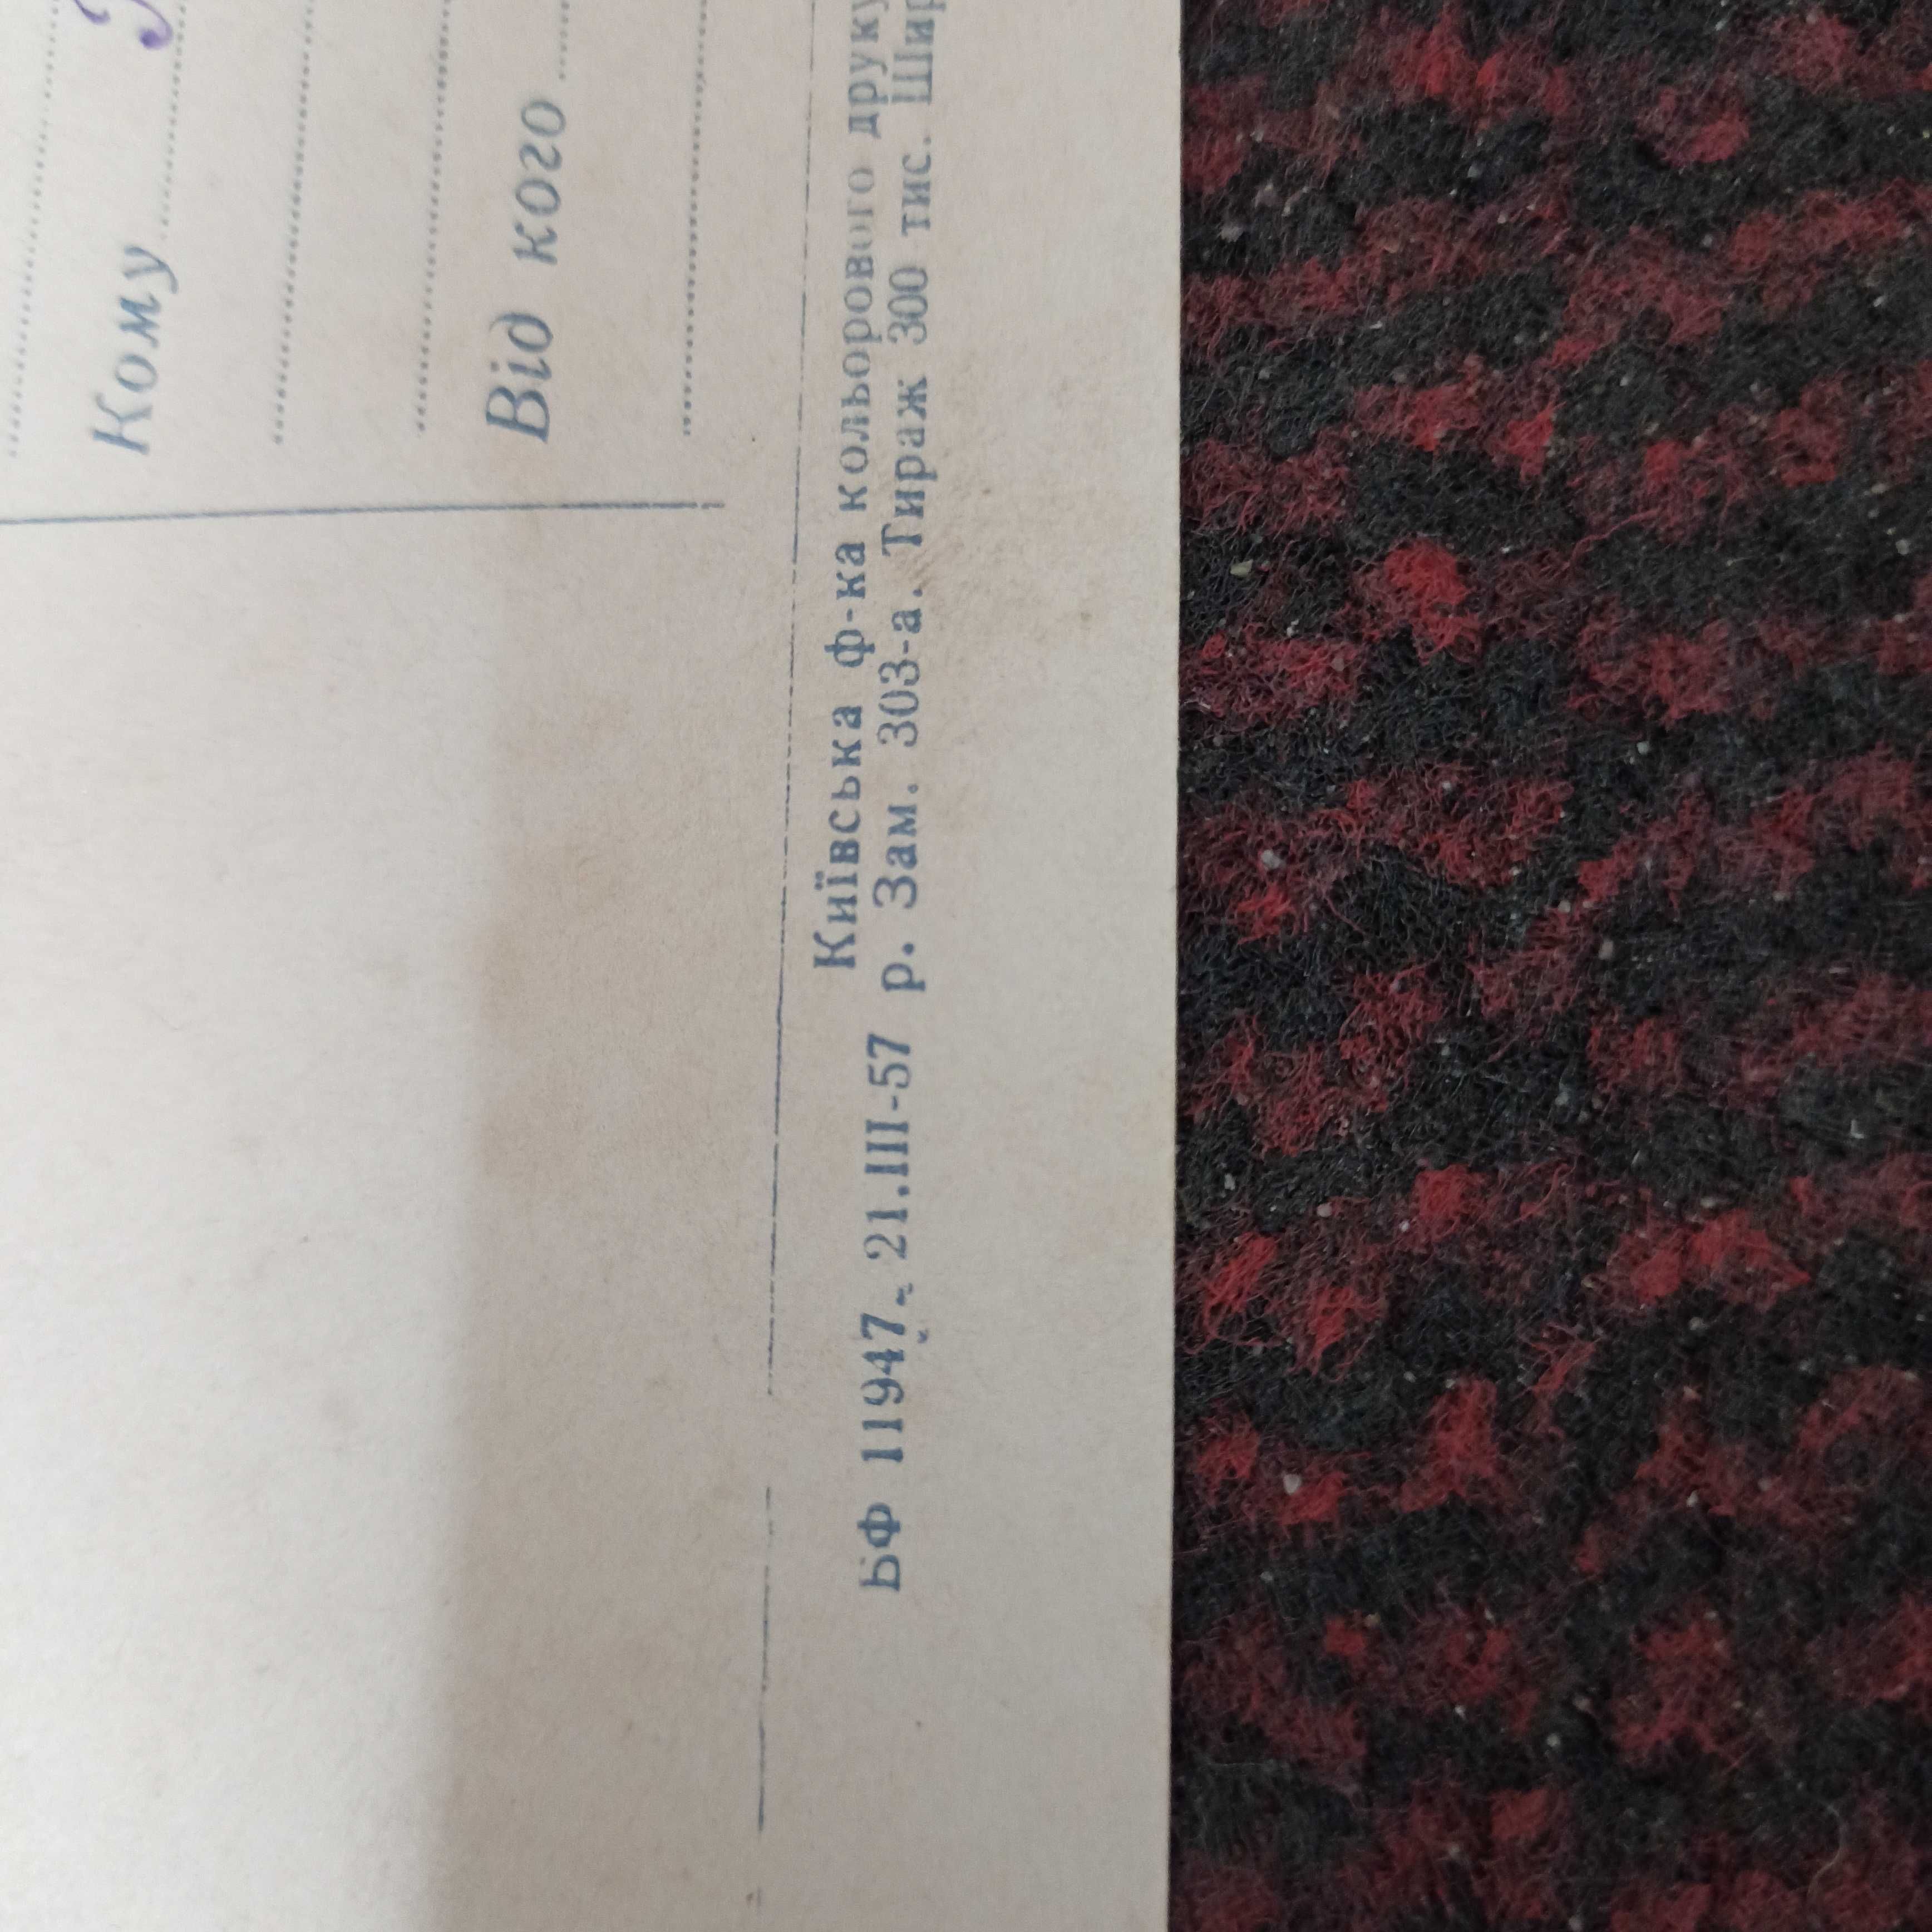 Кому
Від кого
Київська ф-ка кольорового друку
БФ 11947. 21.III-57 р. Зам. 303-а. Тираж 300 тис.